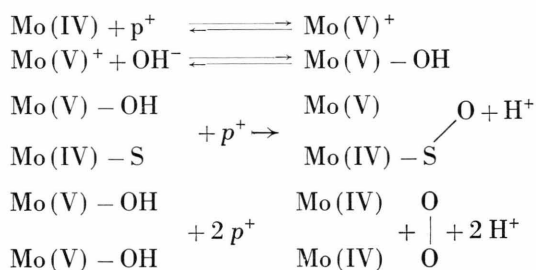 Mo(IV) + p⁺ ⇌ Mo(V)⁺
Mo(V)⁺ + OH⁻ ⇌ Mo(V) – OH
Mo(V) – OH Mo(V) O + H⁺
+ p⁺ →
Mo(IV) – S Mo(IV) – S
Mo(V) – OH Mo(IV) O
+ 2 p⁺ + | + 2 H⁺
Mo(V) – OH Mo(IV) O